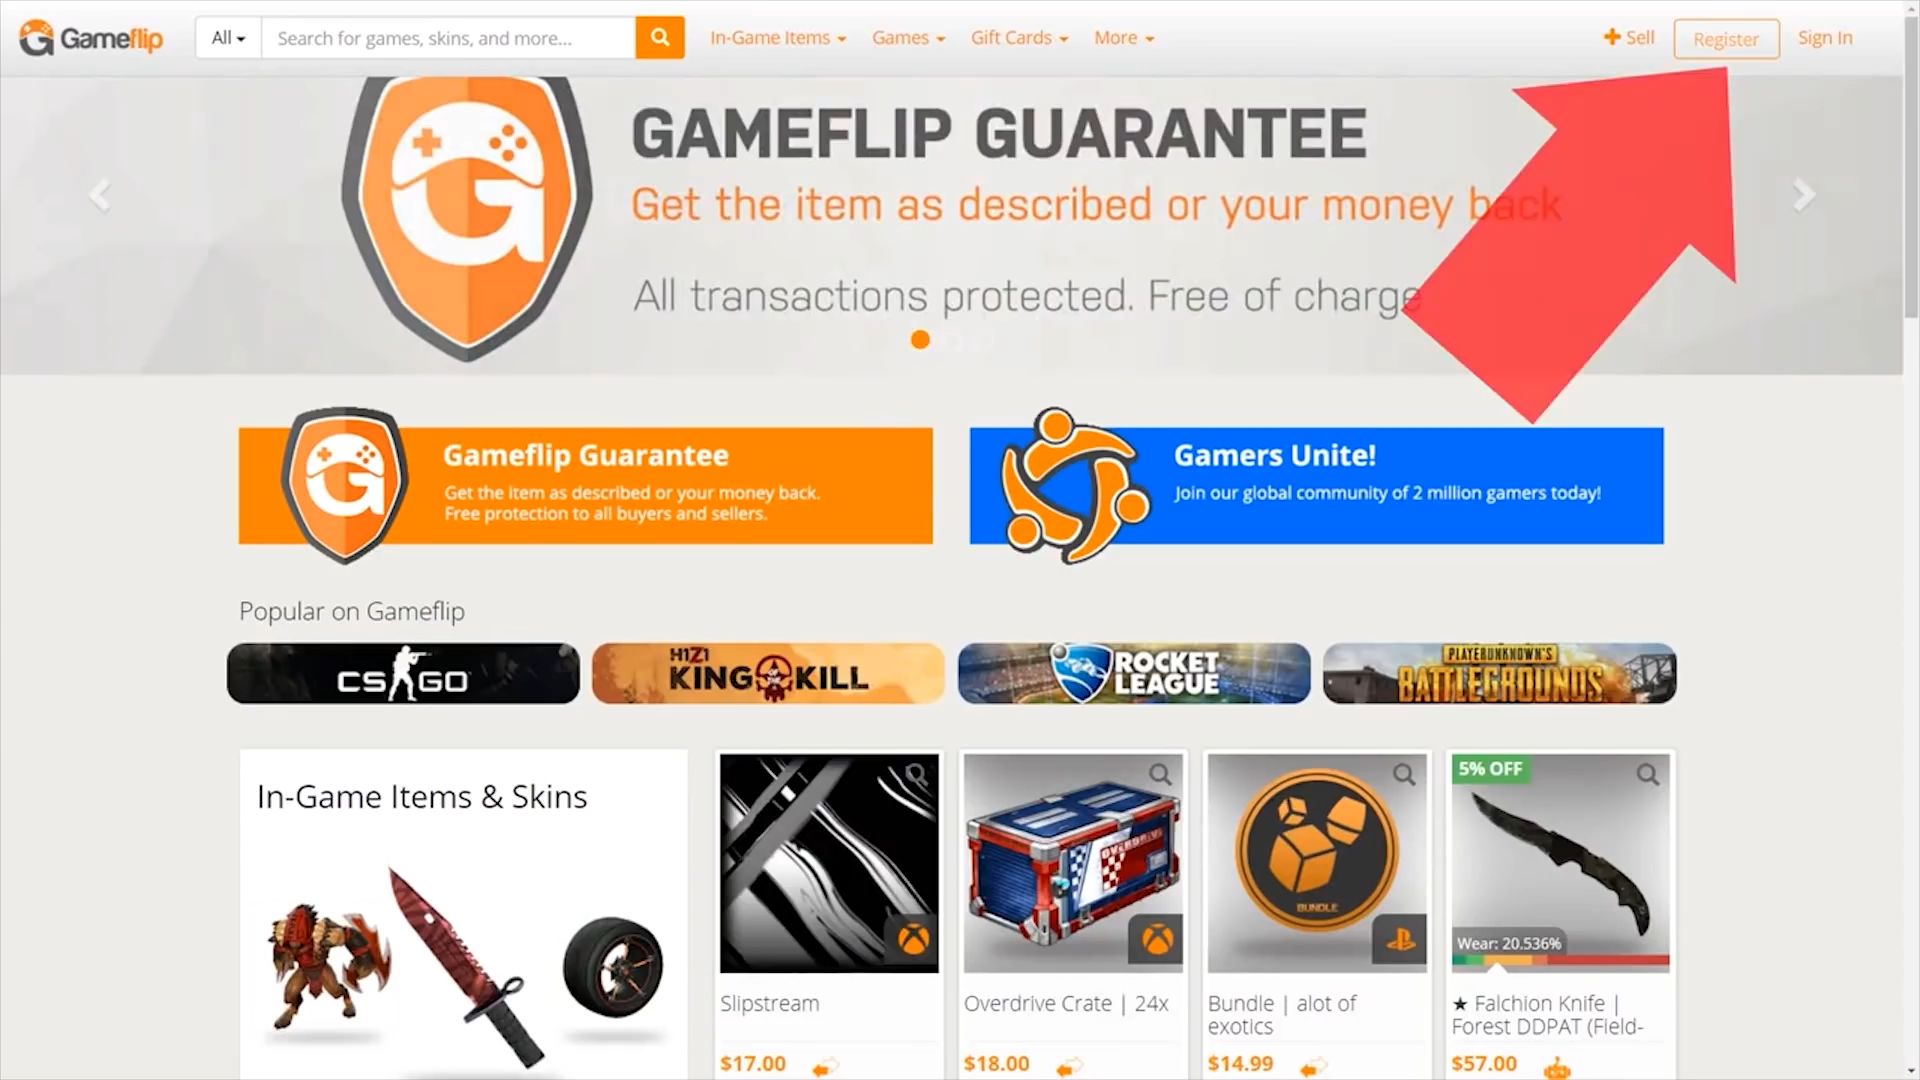 Gameflip
All
Search for games, skins, and more...
In-Game Items
Games
Gift Cards
More
Sell
Register
Sign In
GAMEFLIP GUARANTEE
Get the item as described or your money back
All transactions protected. Free of charge
Gameflip Guarantee
Get the item as described or your money back.
Free protection to all buyers and sellers.
Gamers Unite!
Join our global community of 2 million gamers today!
Popular on Gameflip
CS GO
H1Z1
KING KILL
ROCKET
LEAGUE
PLAYERUNKNOWN'S
BATTLEGROUNDS
In-Game Items & Skins
OVERDRIVE
BUNDLE
5% OFF
Wear: 20.536%
Slipstream
$17.00
Overdrive Crate | 24x
$18.00
Bundle | alot of
exotics
$14.99
★ Falchion Knife |
Forest DDPAT (Field-
$57.00